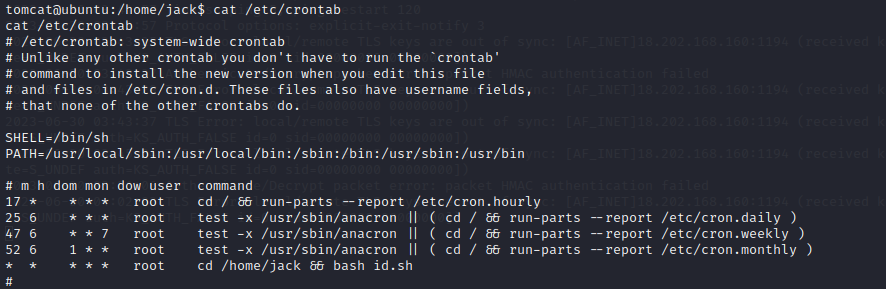 tomcat@ubuntu:/home/jack$ cat /etc/crontab
cat /etc/crontab
# /etc/crontab: system-wide crontab
# Unlike any other crontab you don't have to run the `crontab'
# command to install the new version when you edit this file
# and files in /etc/cron.d. These files also have username fields,
# that none of the other crontabs do.

SHELL=/bin/sh
PATH=/usr/local/sbin:/usr/local/bin:/sbin:/bin:/usr/sbin:/usr/bin

# m h dom mon dow user  command
17 *    * * *   root    cd / && run-parts --report /etc/cron.hourly
25 6    * * *   root    test -x /usr/sbin/anacron || ( cd / && run-parts --report /etc/cron.daily )
47 6    * * 7   root    test -x /usr/sbin/anacron || ( cd / && run-parts --report /etc/cron.weekly )
52 6    1 * *   root    test -x /usr/sbin/anacron || ( cd / && run-parts --report /etc/cron.monthly )
*  *    * * *   root    cd /home/jack && bash id.sh
#